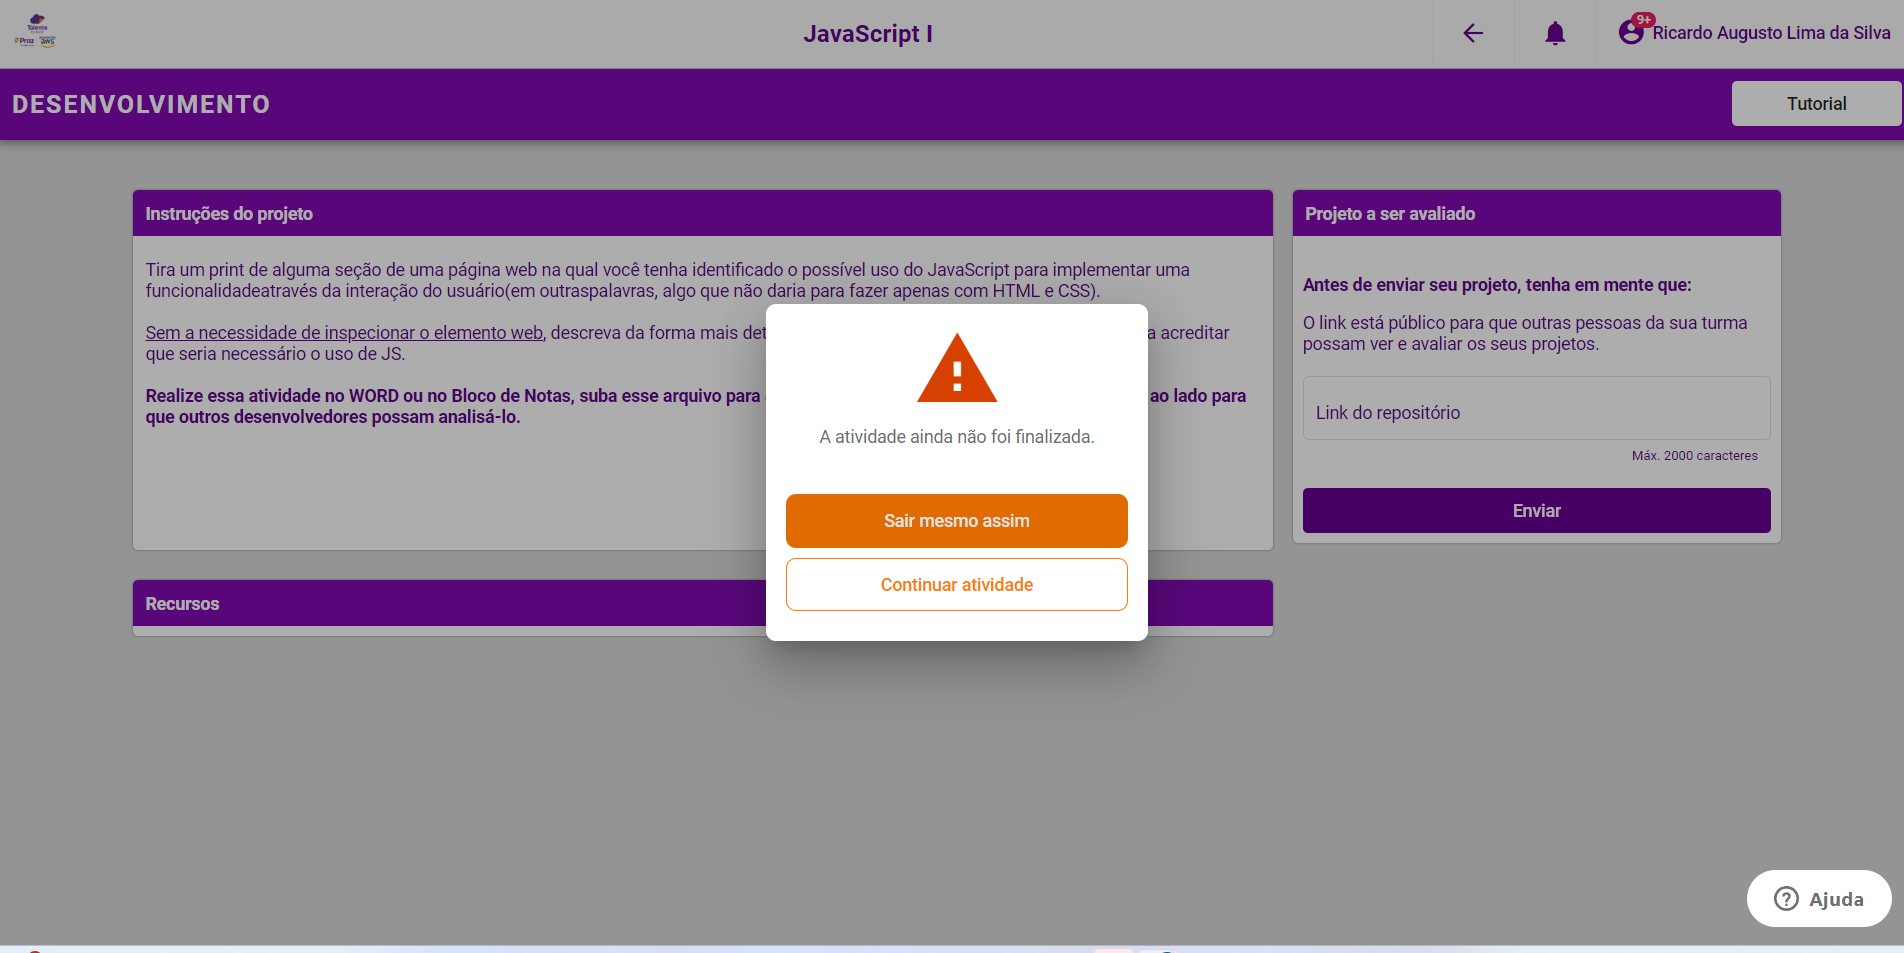 Talento
Proz
aws
JavaScript I
9+
Ricardo Augusto Lima da Silva
DESENVOLVIMENTO
Tutorial
Instruções do projeto
Tira um print de alguma seção de uma página web na qual você tenha identificado o possível uso do JavaScript para implementar uma
funcionalidadeatravés da interação do usuário(em outraspalavras, algo que não daria para fazer apenas com HTML e CSS).
Sem a necessidade de inspecionar o elemento web, descreva da forma mais det
a acreditar
que seria necessário o uso de JS.
Realize essa atividade no WORD ou no Bloco de Notas, suba esse arquivo para
ao lado para
que outros desenvolvedores possam analisá-lo.
Recursos
Projeto a ser avaliado
Antes de enviar seu projeto, tenha em mente que:
O link está público para que outras pessoas da sua turma
possam ver e avaliar os seus projetos.
Link do repositório
Máx. 2000 caracteres
Enviar
A atividade ainda não foi finalizada.
Sair mesmo assim
Continuar atividade
Ajuda